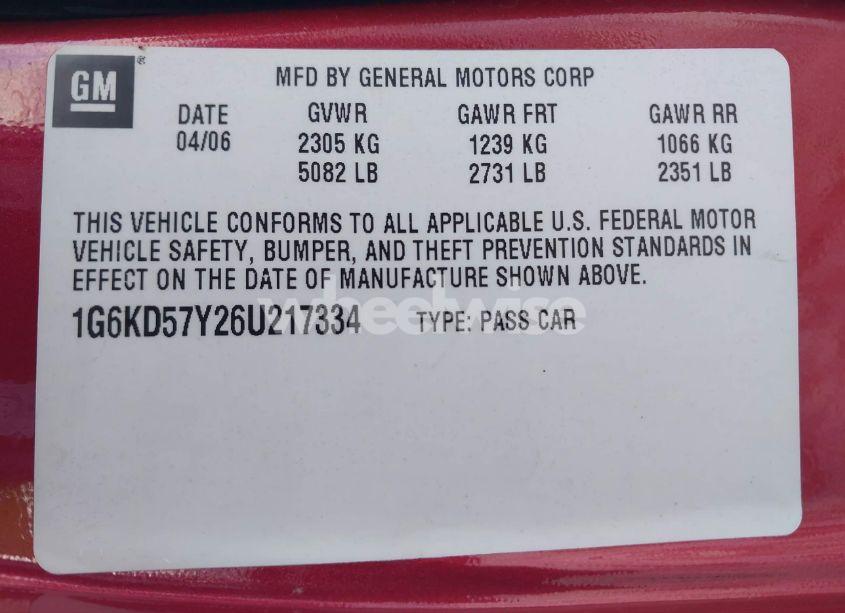 GM®
MFD BY GENERAL MOTORS CORP
DATE GVWR GAWR FRT GAWR RR
04/06 2305 KG 1239 KG 1066 KG
5082 LB 2731 LB 2351 LB
THIS VEHICLE CONFORMS TO ALL APPLICABLE U.S. FEDERAL MOTOR
VEHICLE SAFETY, BUMPER, AND THEFT PREVENTION STANDARDS IN
EFFECT ON THE DATE OF MANUFACTURE SHOWN ABOVE.
1G6KD57Y26U217334 TYPE: PASS CAR
wheelwise